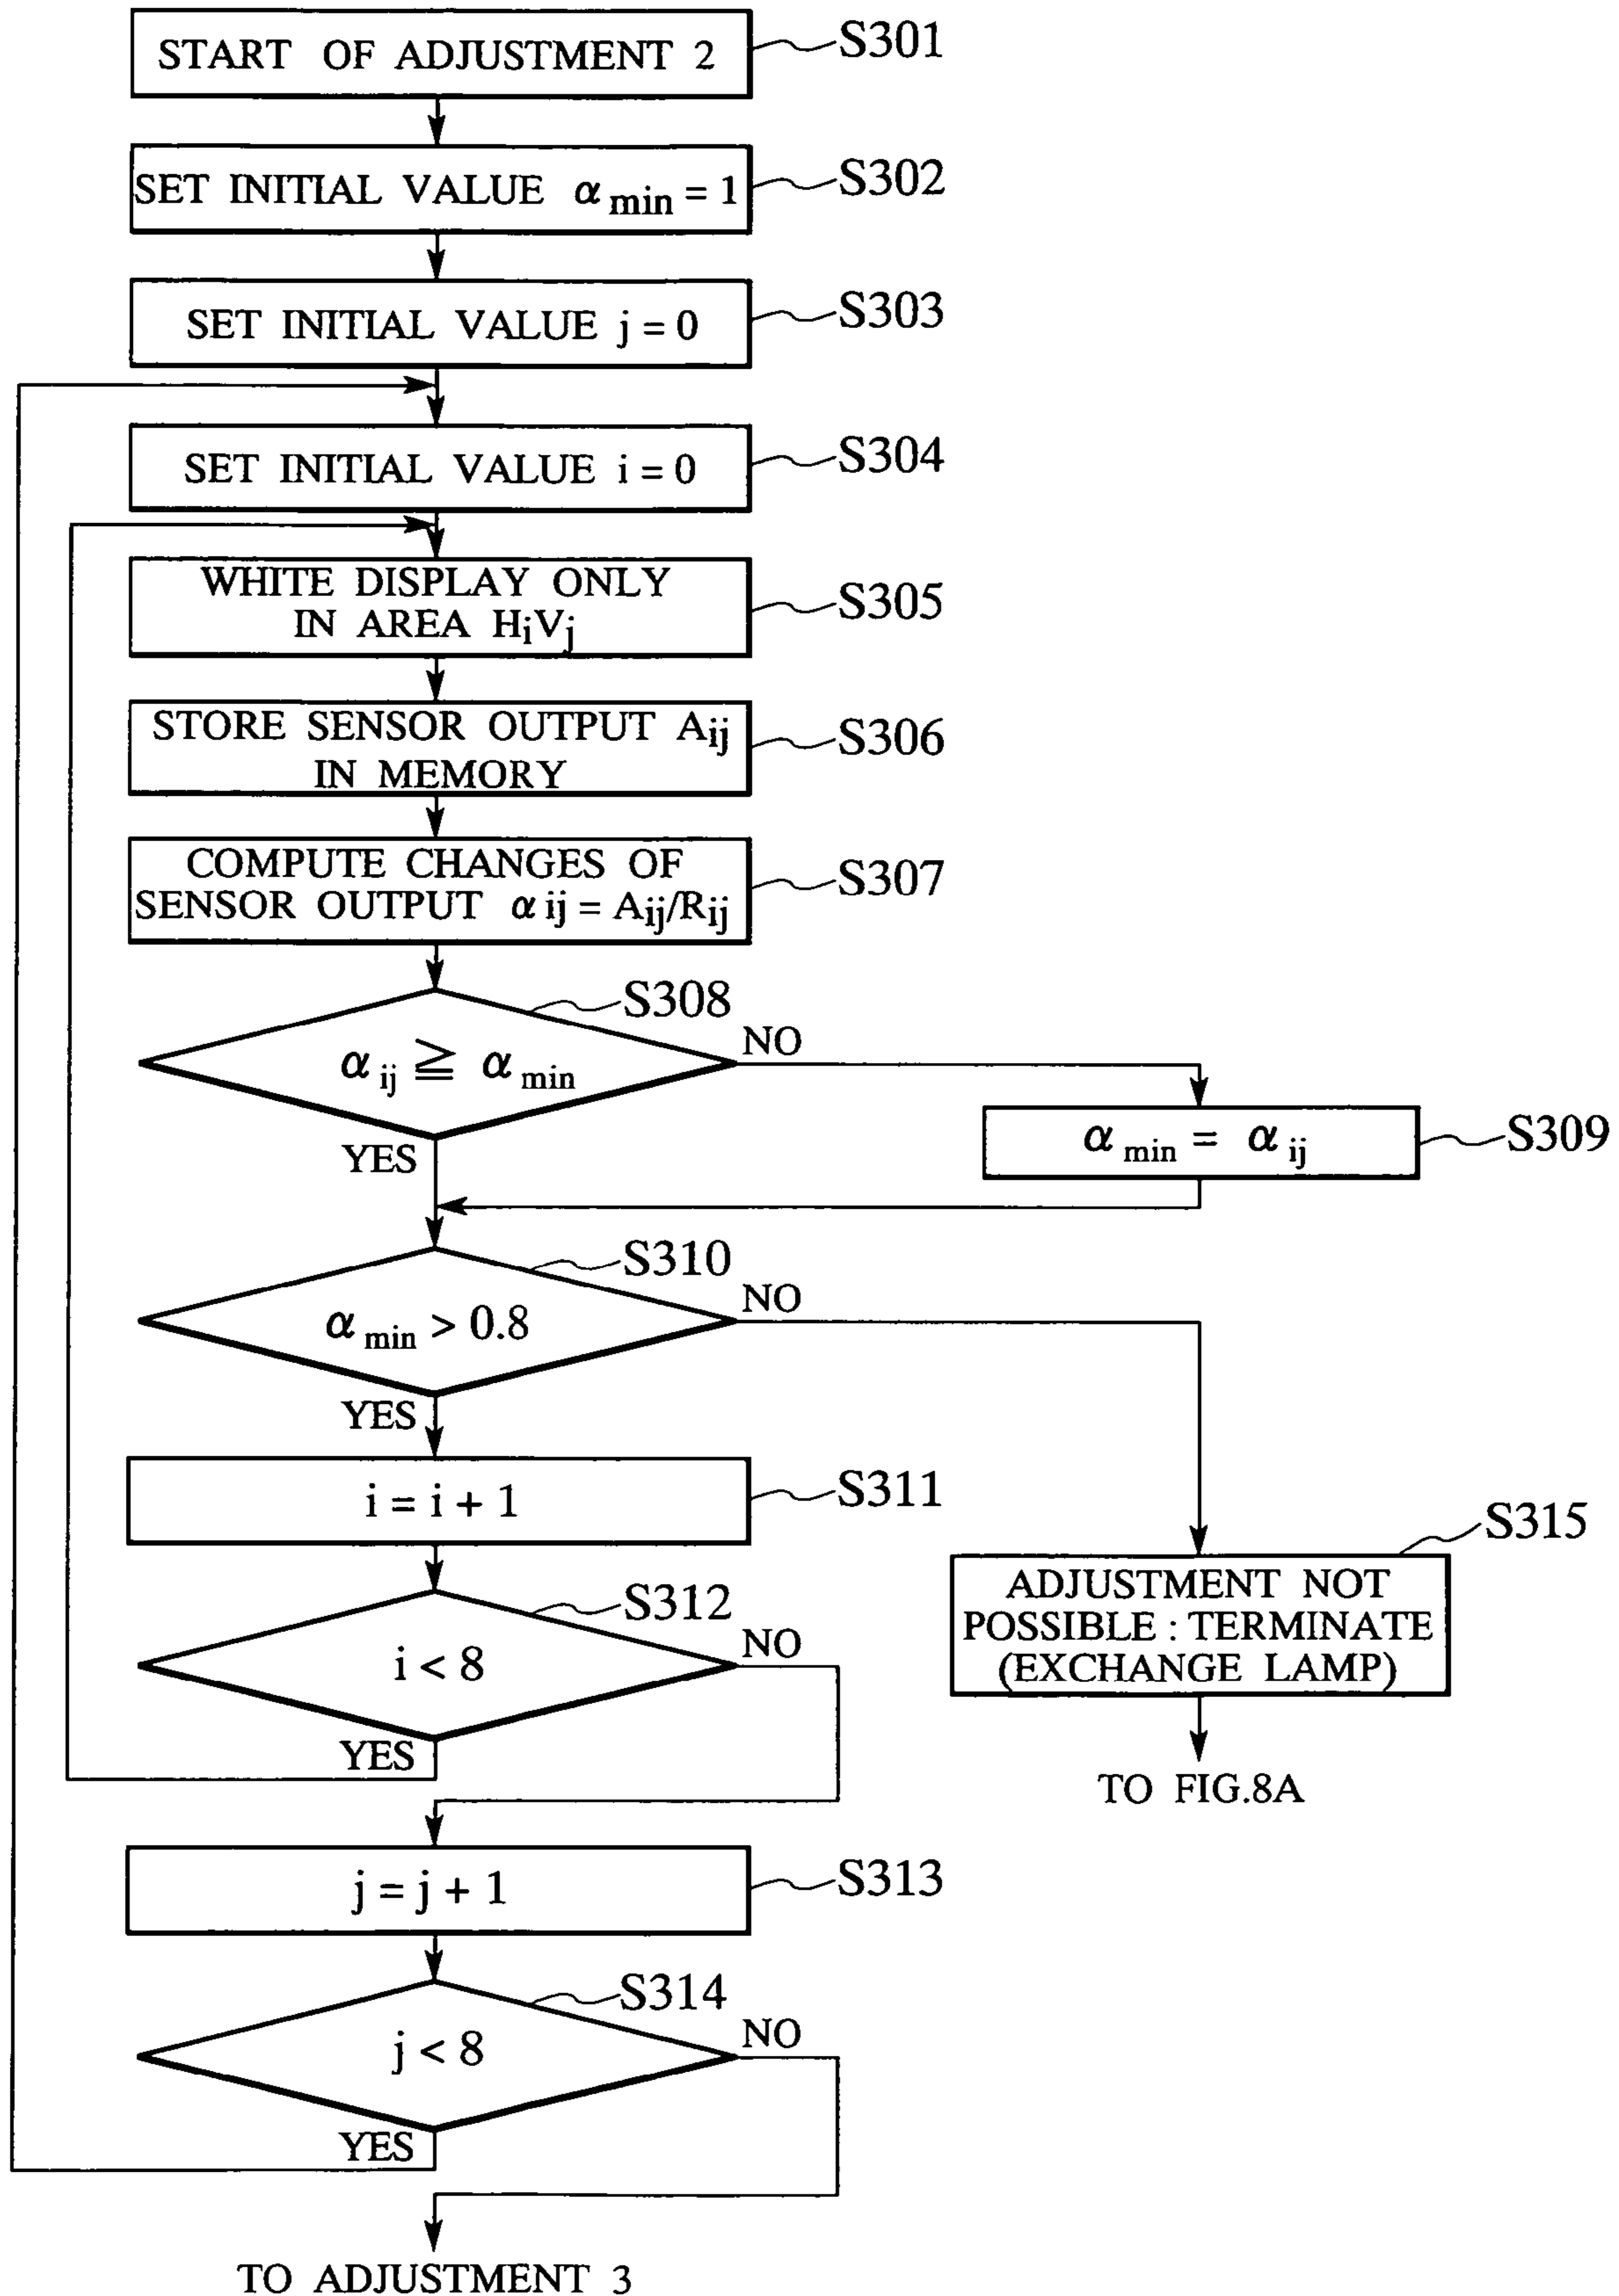 START OF ADJUSTMENT 2
S301
SET INITIAL VALUE α min = 1
S302
SET INITIAL VALUE j = 0
S303
SET INITIAL VALUE i = 0
S304
WHITE DISPLAY ONLY
IN AREA HiVj
S305
STORE SENSOR OUTPUT Aij
IN MEMORY
S306
COMPUTE CHANGES OF
SENSOR OUTPUT α ij = Aij/Rij
S307
S308
α ij ≧ α min
NO
YES
α min = α ij
S309
S310
α min > 0.8
NO
YES
i = i + 1
S311
S312
i < 8
NO
YES
S315
ADJUSTMENT NOT
POSSIBLE : TERMINATE
(EXCHANGE LAMP)
TO FIG.8A
j = j + 1
S313
S314
j < 8
NO
YES
TO ADJUSTMENT 3